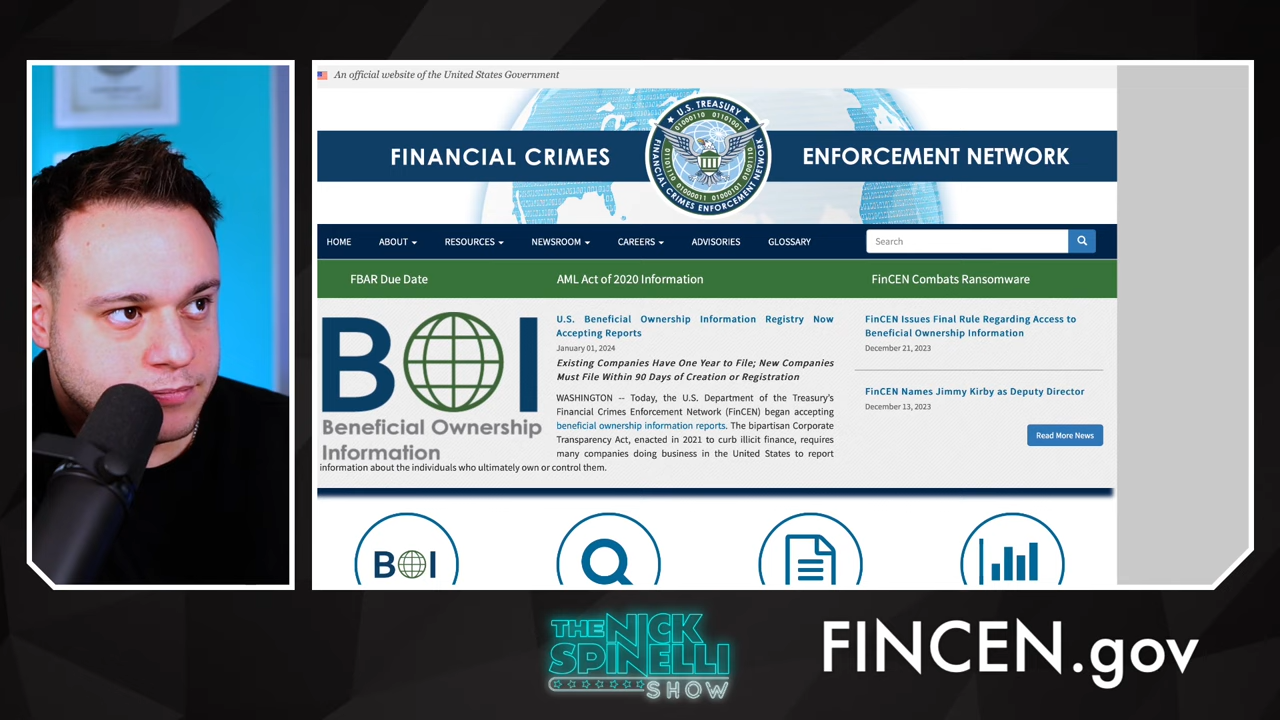 An official website of the United States Government
FINANCIAL CRIMES
ENFORCEMENT NETWORK
U.S. TREASURY
FINANCIAL CRIMES ENFORCEMENT NETWORK
HOME
ABOUT
RESOURCES
NEWSROOM
CAREERS
ADVISORIES
GLOSSARY
Search
FBAR Due Date
AML Act of 2020 Information
FinCEN Combats Ransomware
BOI
Beneficial Ownership
Information
U.S. Beneficial Ownership Information Registry Now
Accepting Reports
January 01, 2024
Existing Companies Have One Year to File; New Companies
Must File Within 90 Days of Creation or Registration
WASHINGTON -- Today, the U.S. Department of the Treasury's
Financial Crimes Enforcement Network (FinCEN) began accepting
beneficial ownership information reports. The bipartisan Corporate
Transparency Act, enacted in 2021 to curb illicit finance, requires
many companies doing business in the United States to report
information about the individuals who ultimately own or control them.
FinCEN Issues Final Rule Regarding Access to
Beneficial Ownership Information
December 21, 2023
FinCEN Names Jimmy Kirby as Deputy Director
December 13, 2023
Read More News
BOI
THE NICK
SPINELLI
SHOW
FINCEN.gov